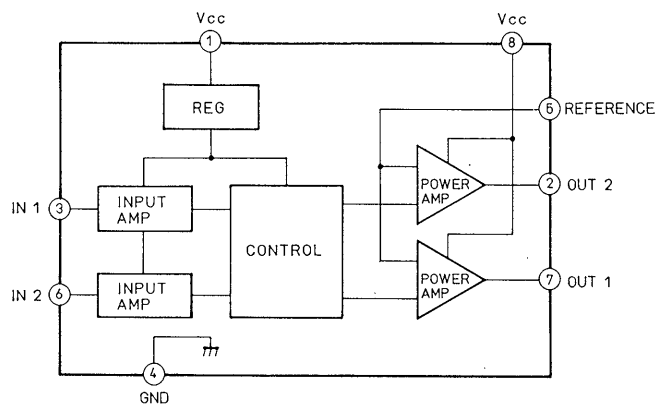 Vcc
Vcc
1
8
REG
5 REFERENCE
POWER
AMP
2 OUT 2
IN 1 3
INPUT
AMP
CONTROL
POWER
AMP
7 OUT 1
IN 2 6
INPUT
AMP
4
GND